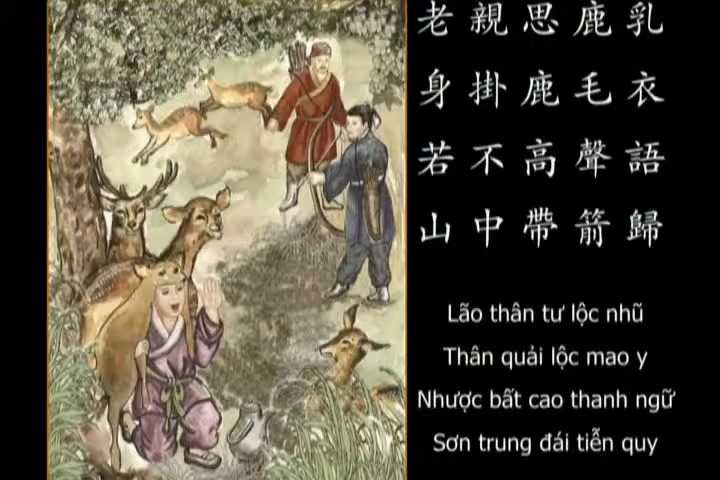 老親思鹿乳
身掛鹿毛衣
若不高聲語
山中帶箭歸
Lão thân tư lộc nhũ
Thân quải lộc mao y
Nhược bất cao thanh ngữ
Sơn trung đái tiễn quy